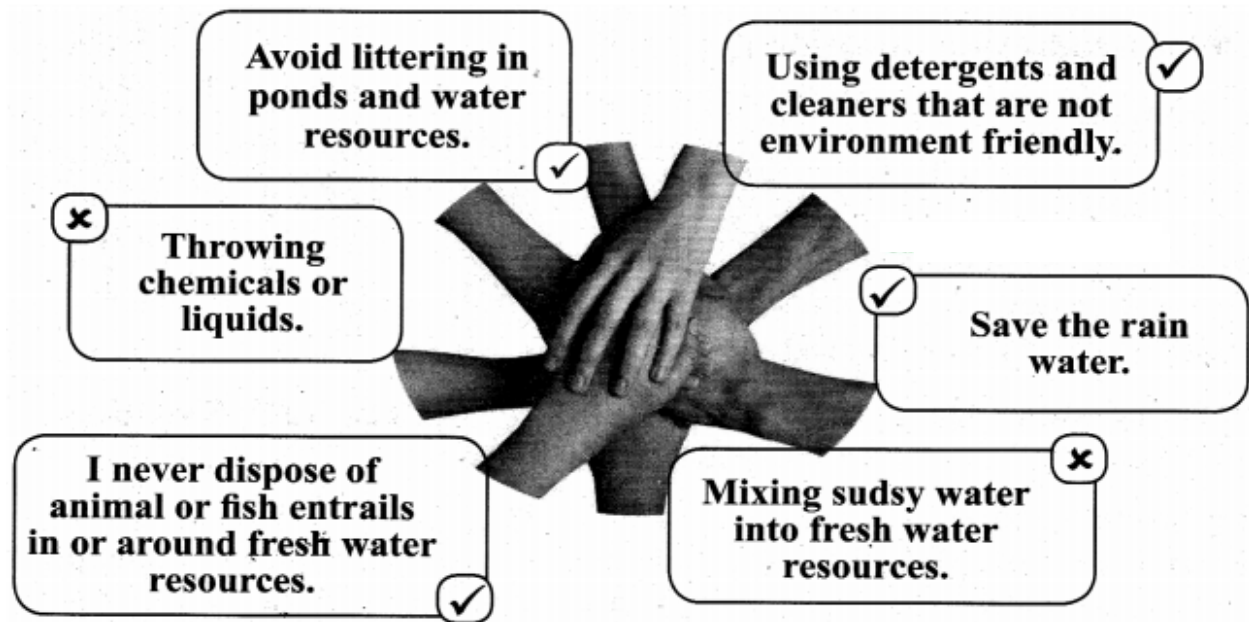 Avoid littering in
ponds and water
resources.
Using detergents and
cleaners that are not
environment friendly.
Throwing
chemicals or
liquids.
Save the rain
water.
I never dispose of
animal or fish entrails
in or around fresh water
resources.
Mixing sudsy water
into fresh water
resources.